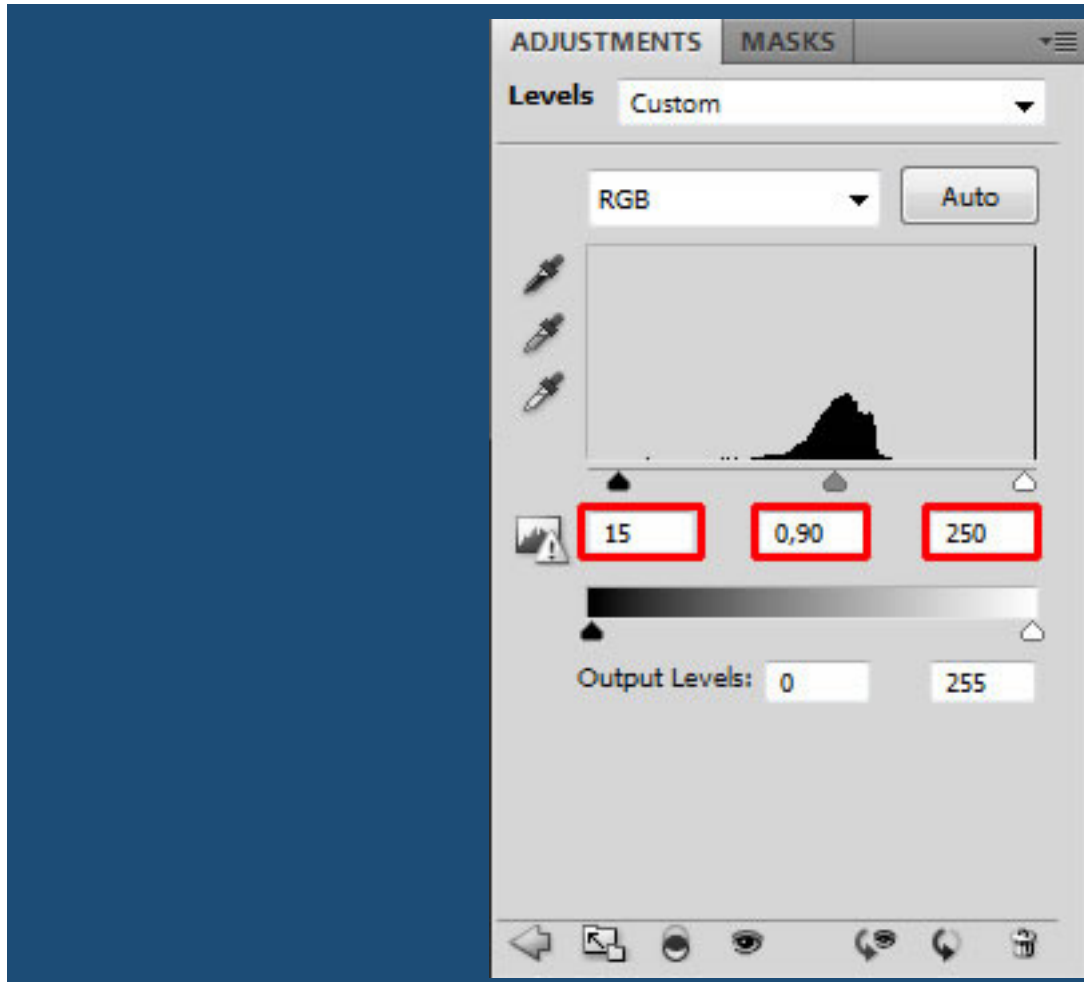 ADJUSTMENTS MASKS
Levels Custom
RGB Auto
15 0,90 250
Output Levels: 0 255